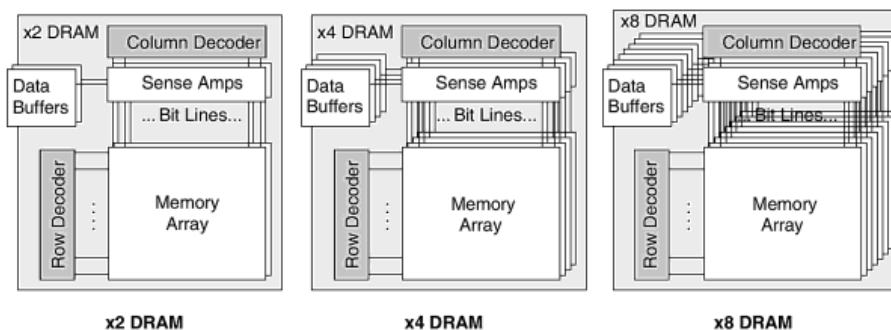 x2 DRAM
Column Decoder
Data
Buffers
Sense Amps
... Bit Lines...
Row Decoder
. . . .
Memory
Array
x2 DRAM
x4 DRAM
Column Decoder
Data
Buffers
Sense Amps
... Bit Lines...
Row Decoder
. . . .
Memory
Array
x4 DRAM
x8 DRAM
Column Decoder
Data
Buffers
Sense Amps
... Bit Lines...
Row Decoder
. . . .
Memory
Array
x8 DRAM